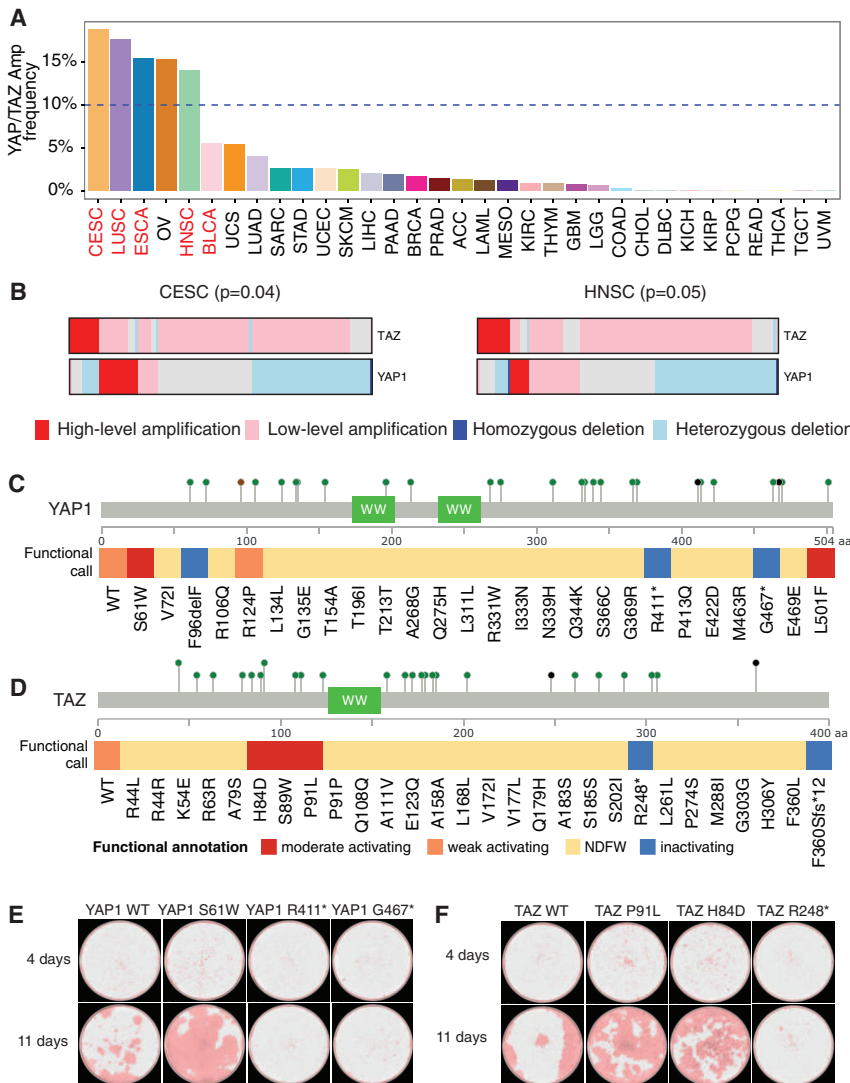 A
YAP/TAZ Amp
frequency
15%
10%
5%
0%
CESC
LUSC
ESCA
OV
HNSC
BLCA
UCS
LUAD
SARC
STAD
UCEC
SKCM
LIHC
PAAD
BRCA
PRAD
ACC
LAML
MESO
KIRC
THYM
GBM
LGG
COAD
CHOL
DLBC
KICH
KIRP
PCPG
READ
THCA
TGCT
UVM
B
CESC (p=0.04)
HNSC (p=0.05)
TAZ
YAP1
TAZ
YAP1
High-level amplification
Low-level amplification
Homozygous deletion
Heterozygous deletion
C
YAP1
WW
WW
0
100
200
300
400
504 aa
Functional
call
WT
S61W
V72I
F96delF
R106Q
R124P
L134L
G135E
T154A
T196I
T213T
A268G
Q275H
L311L
R331W
I333N
N339H
Q344K
S366C
G369R
R411*
P413Q
E422D
M463R
G467*
E469E
L501F
D
TAZ
WW
0
100
200
300
400 aa
Functional
call
WT
R44L
R44R
K54E
R63R
A79S
H84D
S89W
P91L
P91P
Q108Q
A111V
E123Q
A158A
L168L
V172I
V177L
Q179H
A183S
S185S
S202I
R248*
L261L
P274S
M288I
G303G
H306Y
F360L
F360Sfs*12
Functional annotation
moderate activating
weak activating
NDFW
inactivating
E
YAP1 WT
YAP1 S61W
YAP1 R411*
YAP1 G467*
4 days
11 days
F
TAZ WT
TAZ P91L
TAZ H84D
TAZ R248*
4 days
11 days